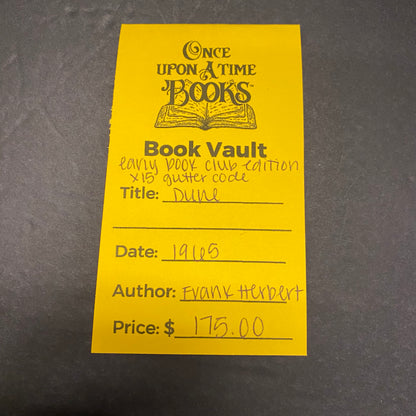 ONCE
UPON A TIME
BOOKS
Book Vault
early book club edition
x15 gutter code
Title: Dune
Date: 1965
Author: Frank Herbert
Price: $ 175.00